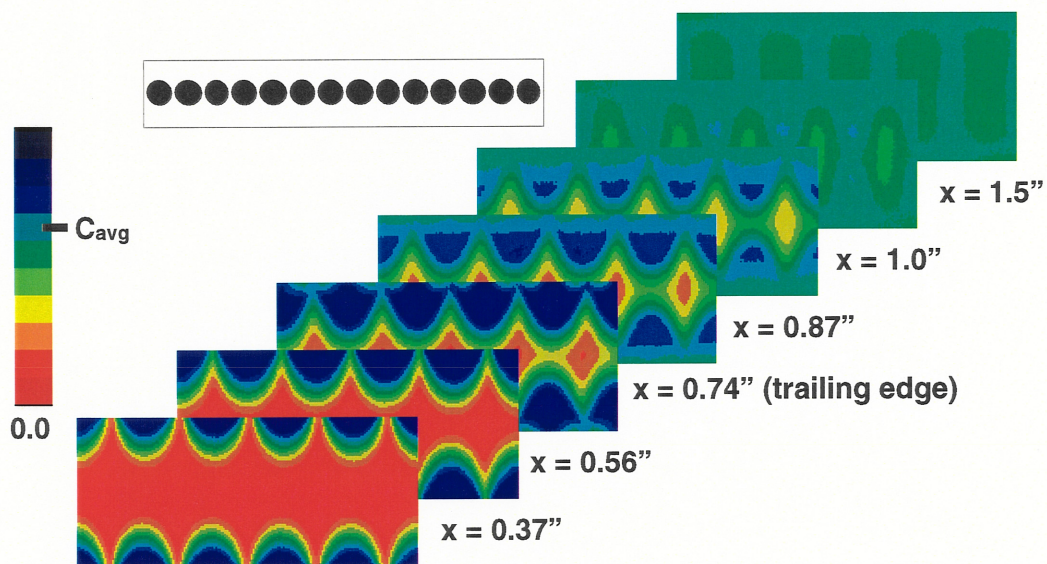 Cavg
0.0
x = 1.5”
x = 1.0”
x = 0.87”
x = 0.74” (trailing edge)
x = 0.56”
x = 0.37”